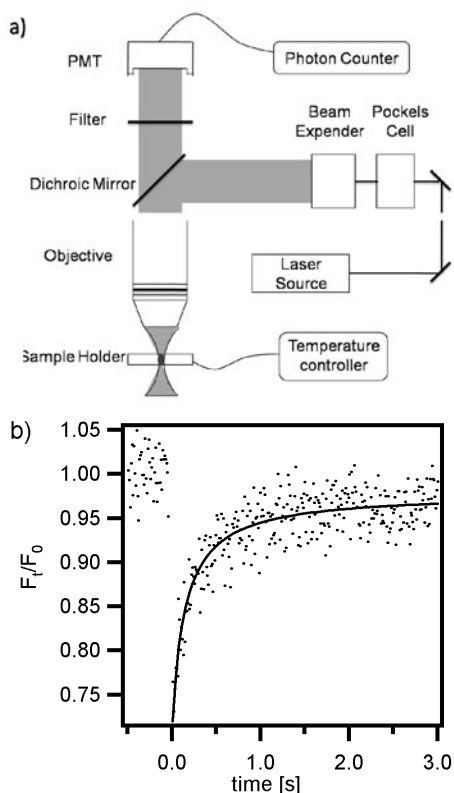 a)
PMT
Photon Counter
Filter
Beam
Expender
Pockels
Cell
Dichroic Mirror
Objective
Laser
Source
Sample Holder
Temperature
controller
b)
1.05
1.00
0.95
0.90
0.85
0.80
0.75
Ft/F0
0.0
1.0
2.0
3.0
time [s]